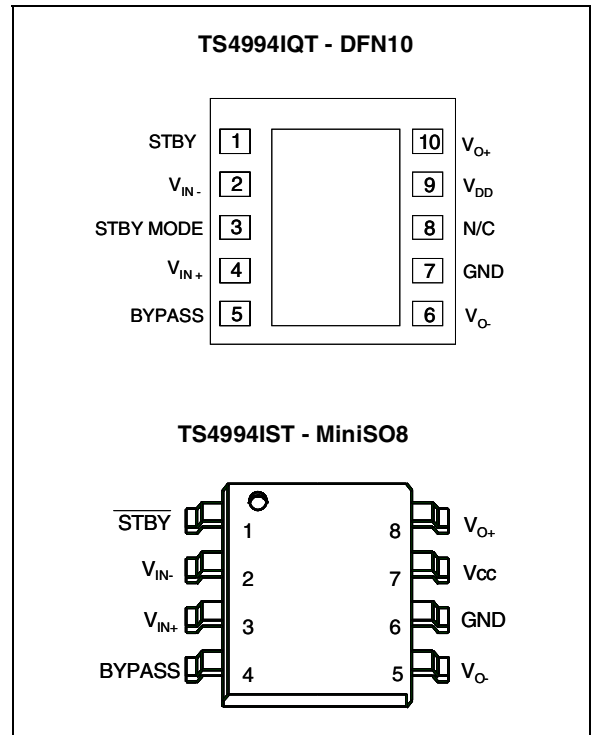 TS4994IQT - DFN10
STBY 1 10 VO+
VIN - 2 9 VDD
STBY MODE 3 8 N/C
VIN + 4 7 GND
BYPASS 5 6 VO-
TS4994IST - MiniSO8
STBY 1 8 VO+
VIN- 2 7 Vcc
VIN+ 3 6 GND
BYPASS 4 5 VO-